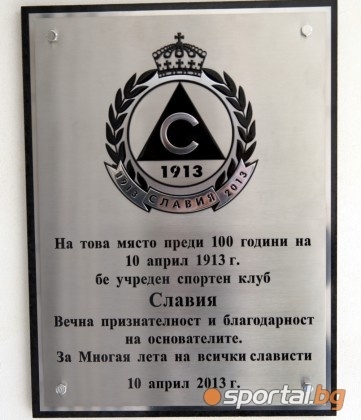 С
1913
1913 СЛАВИЯ 2013
На това място преди 100 години на
10 април 1913 г.
бе учреден спортен клуб
Славия
Вечна признателност и благодарност
на основателите.
За Многая лета на всички слависти
10 април 2013 г.
sportal.bg